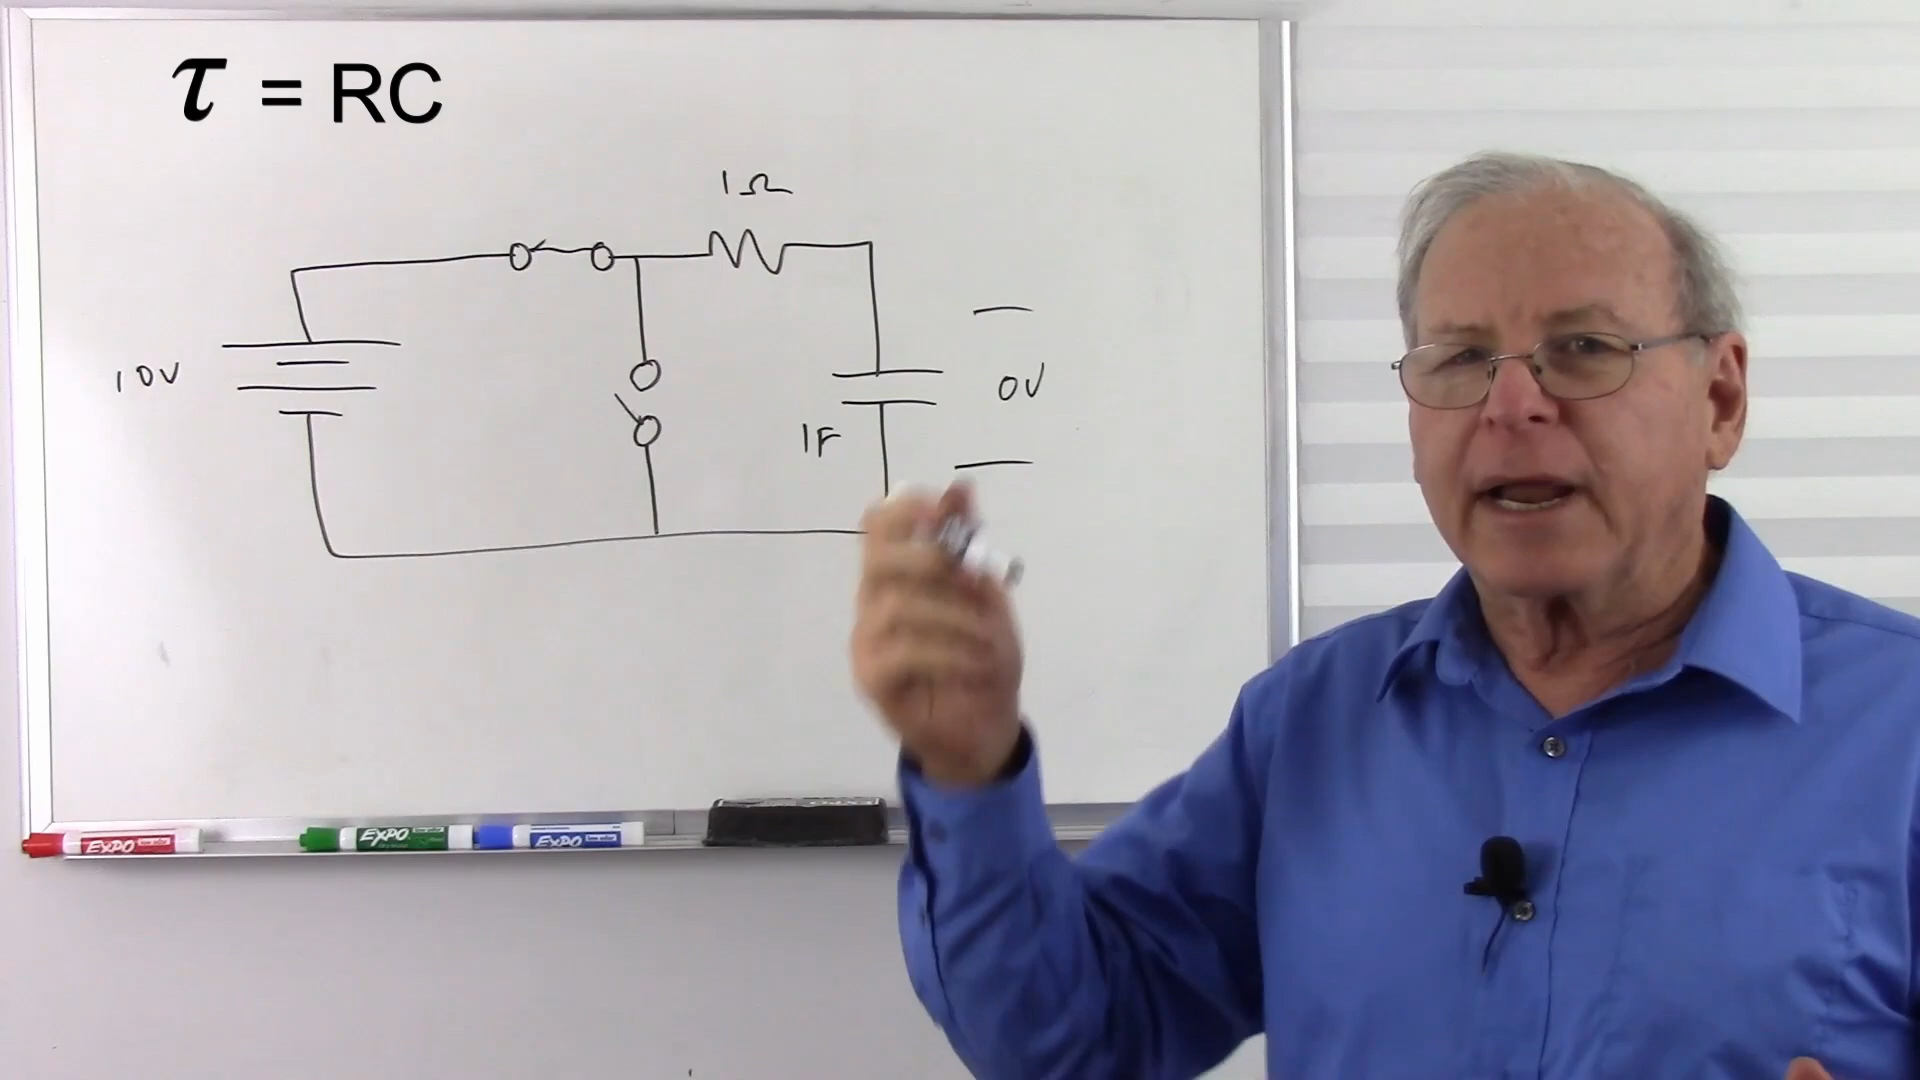 τ = RC
1Ω
10V
0V
1F
EXPO
EXPO
EXPO